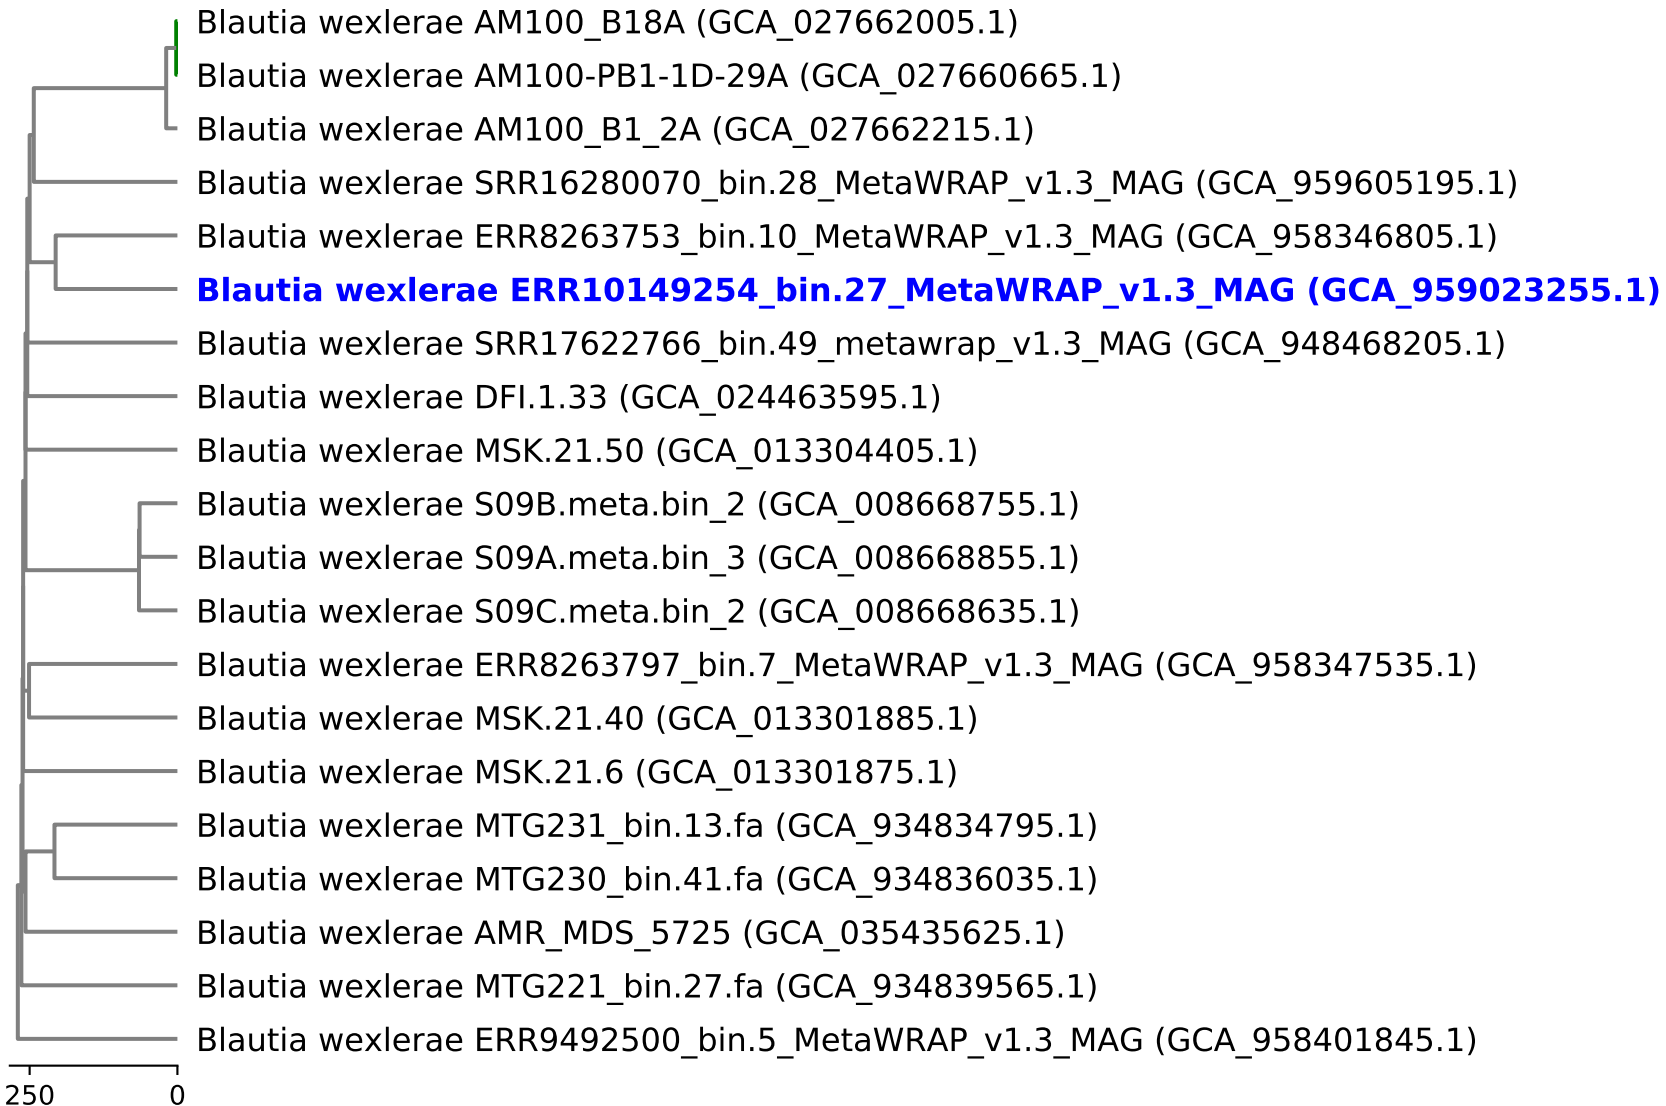 Blautia wexlerae AM100_B18A (GCA_027662005.1)
Blautia wexlerae AM100-PB1-1D-29A (GCA_027660665.1)
Blautia wexlerae AM100_B1_2A (GCA_027662215.1)
Blautia wexlerae SRR16280070_bin.28_MetaWRAP_v1.3_MAG (GCA_959605195.1)
Blautia wexlerae ERR8263753_bin.10_MetaWRAP_v1.3_MAG (GCA_958346805.1)
Blautia wexlerae ERR10149254_bin.27_MetaWRAP_v1.3_MAG (GCA_959023255.1)
Blautia wexlerae SRR17622766_bin.49_metawrap_v1.3_MAG (GCA_948468205.1)
Blautia wexlerae DFI.1.33 (GCA_024463595.1)
Blautia wexlerae MSK.21.50 (GCA_013304405.1)
Blautia wexlerae S09B.meta.bin_2 (GCA_008668755.1)
Blautia wexlerae S09A.meta.bin_3 (GCA_008668855.1)
Blautia wexlerae S09C.meta.bin_2 (GCA_008668635.1)
Blautia wexlerae ERR8263797_bin.7_MetaWRAP_v1.3_MAG (GCA_958347535.1)
Blautia wexlerae MSK.21.40 (GCA_013301885.1)
Blautia wexlerae MSK.21.6 (GCA_013301875.1)
Blautia wexlerae MTG231_bin.13.fa (GCA_934834795.1)
Blautia wexlerae MTG230_bin.41.fa (GCA_934836035.1)
Blautia wexlerae AMR_MDS_5725 (GCA_035435625.1)
Blautia wexlerae MTG221_bin.27.fa (GCA_934839565.1)
Blautia wexlerae ERR9492500_bin.5_MetaWRAP_v1.3_MAG (GCA_958401845.1)
250 0